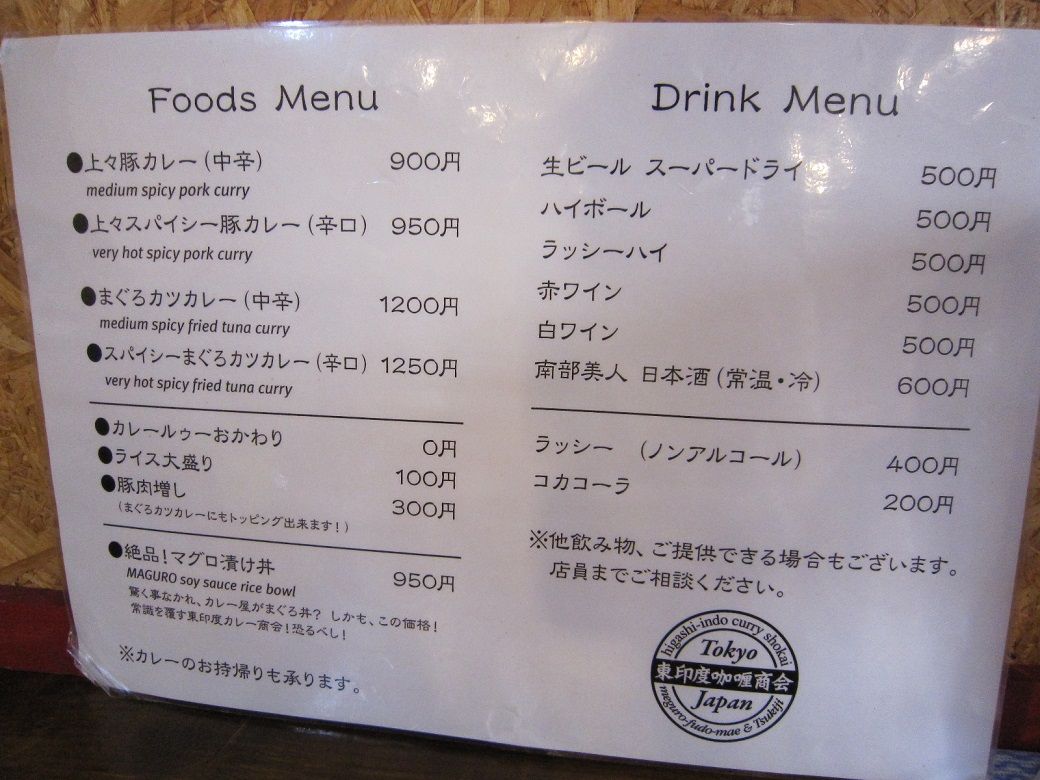 Foods Menu
●上々豚カレー(中辛) 900円
medium spicy pork curry
●上々スパイシー豚カレー(辛口) 950円
very hot spicy pork curry
●まぐろカツカレー(中辛) 1200円
medium spicy fried tuna curry
●スパイシーまぐろカツカレー(辛口) 1250円
very hot spicy fried tuna curry
●カレールゥーおかわり 0円
●ライス大盛り 100円
●豚肉増し 300円
(まぐろカツカレーにもトッピング出来ます!)
●絶品!マグロ漬け丼 950円
MAGURO soy sauce rice bowl
驚く事なかれ、カレー屋がまぐろ丼? しかも、この価格!
常識を覆す東印度カレー商会!恐るべし!
※カレーのお持帰りも承ります。
Drink Menu
生ビール スーパードライ 500円
ハイボール 500円
ラッシーハイ 500円
赤ワイン 500円
白ワイン 500円
南部美人 日本酒(常温・冷) 600円
ラッシー (ノンアルコール) 400円
コカコーラ 200円
※他飲み物、ご提供できる場合もございます。
店員までご相談ください。
higashi-indo curry shokai
Tokyo
東印度咖喱商会
Japan
meguro-fudo-mae & Tsukiji